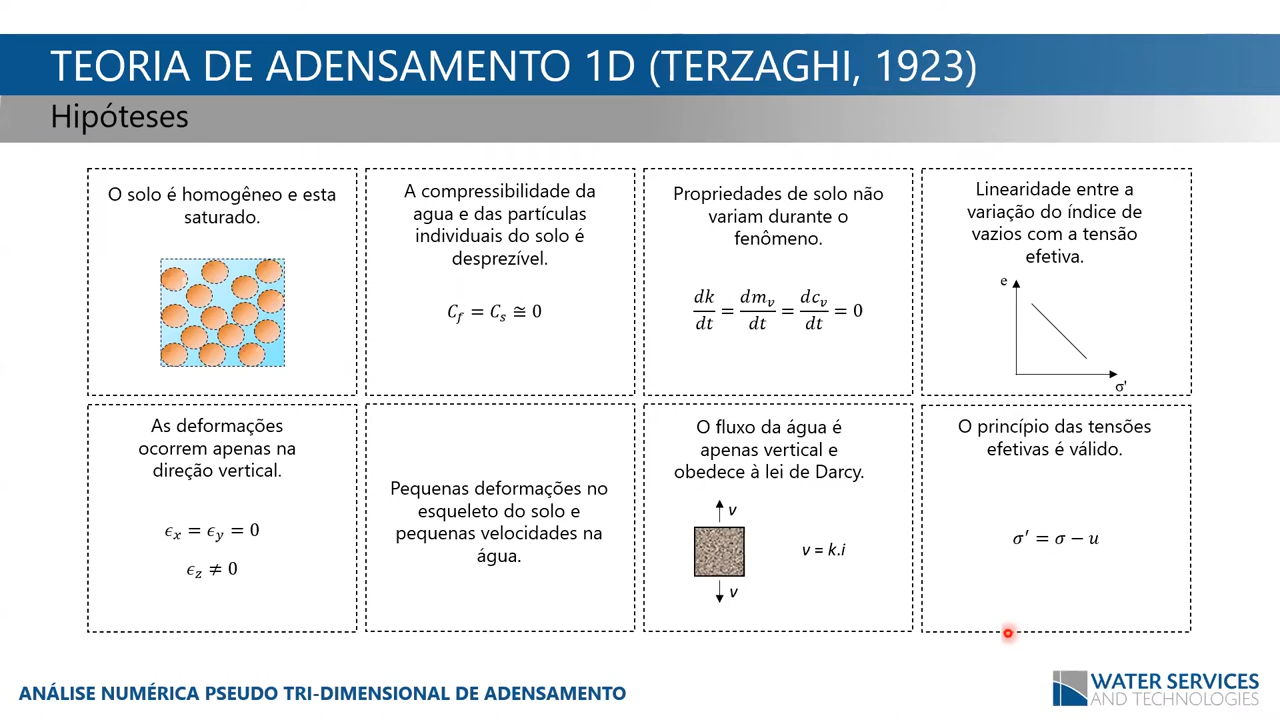 TEORIA DE ADENSAMENTO 1D (TERZAGHI, 1923)
Hipóteses
O solo é homogêneo e esta
saturado.
A compressibilidade da
agua e das partículas
individuais do solo é
desprezível.
C_f = C_s ≅ 0
Propriedades de solo não
variam durante o
fenômeno.
dk/dt = dm_v/dt = dc_v/dt = 0
Linearidade entre a
variação do índice de
vazios com a tensão
efetiva.
e
σ'
As deformações
ocorrem apenas na
direção vertical.
ϵ_x = ϵ_y = 0
ϵ_z ≠ 0
Pequenas deformações no
esqueleto do solo e
pequenas velocidades na
água.
O fluxo da água é
apenas vertical e
obedece à lei de Darcy.
v
v = k.i
v
O princípio das tensões
efetivas é válido.
σ′ = σ − u
ANÁLISE NUMÉRICA PSEUDO TRI-DIMENSIONAL DE ADENSAMENTO
WATER SERVICES
AND TECHNOLOGIES